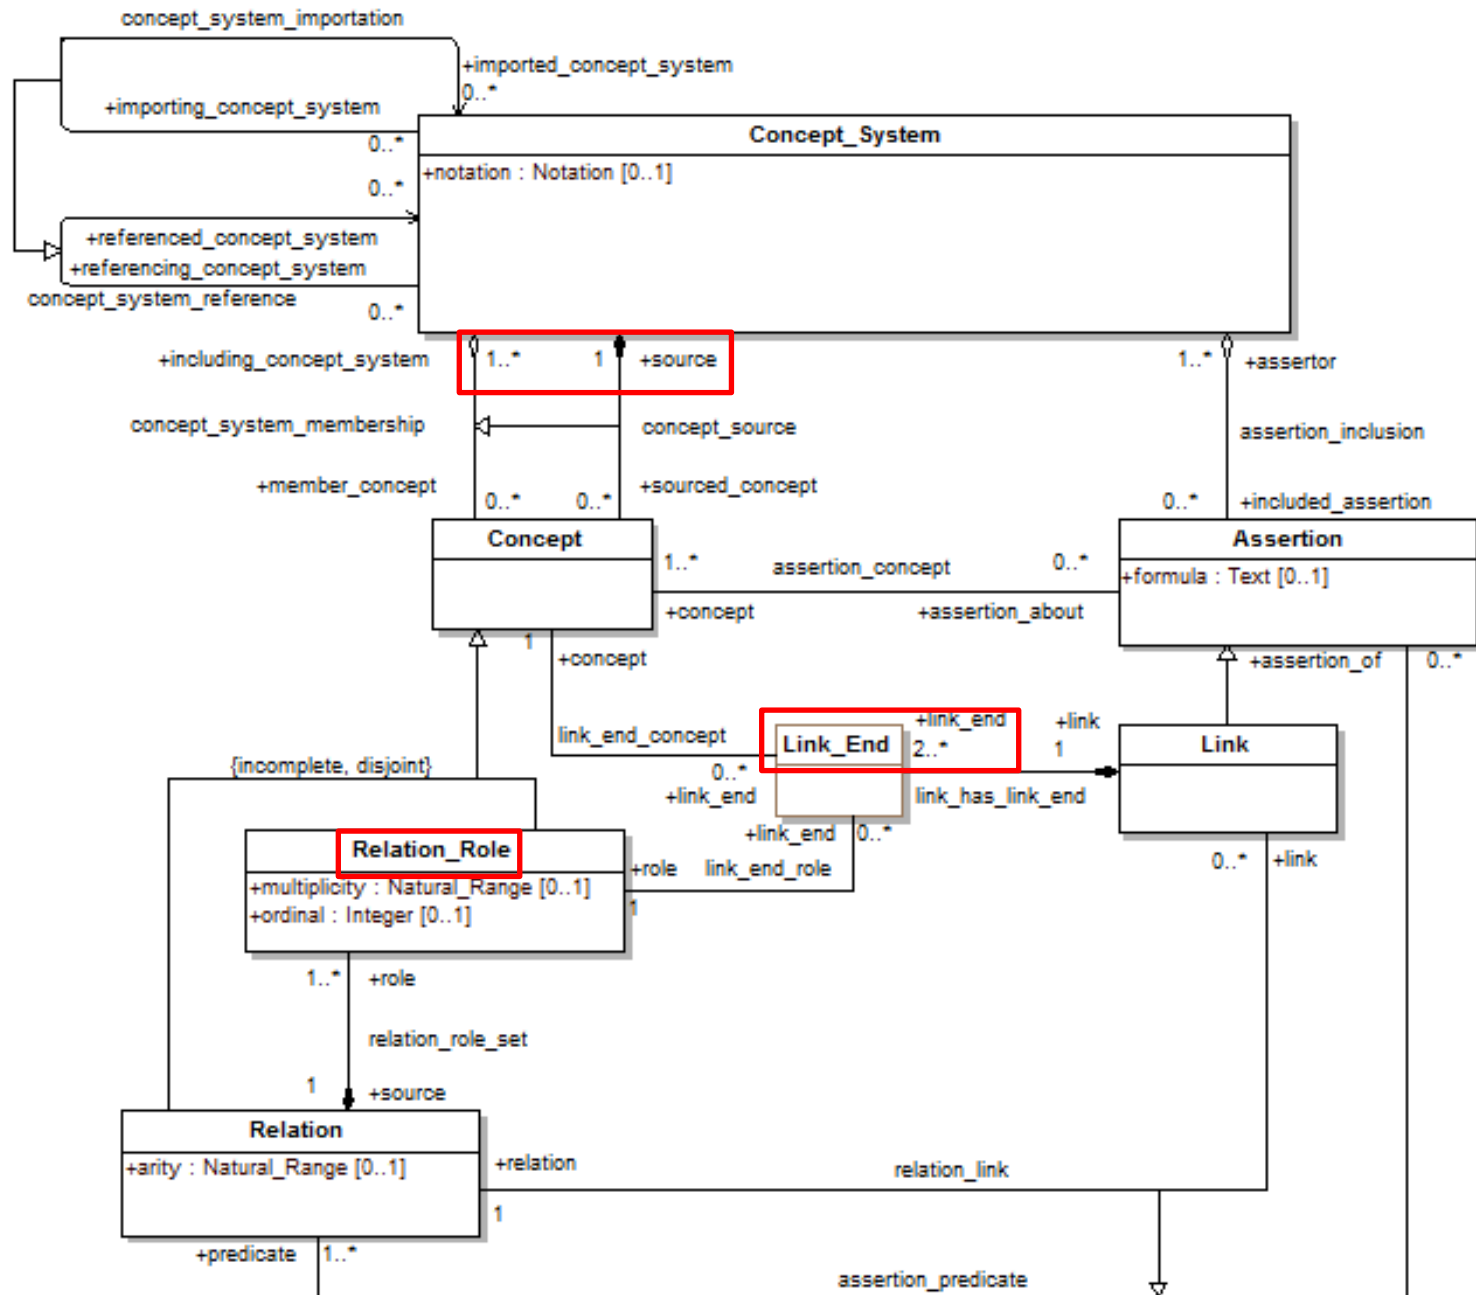 concept_system_importation
+imported_concept_system
0..*
+importing_concept_system
0..*
Concept_System
+notation : Notation [0..1]
0..*
+referenced_concept_system
+referencing_concept_system
concept_system_reference
0..*
+including_concept_system
1..*
1
+source
1..*
+assertor
concept_system_membership
concept_source
assertion_inclusion
+member_concept
0..*
0..*
+sourced_concept
0..*
+included_assertion
Concept
Assertion
+formula : Text [0..1]
1..*
assertion_concept
0..*
+concept
+assertion_about
1
+concept
+assertion_of
0..*
link_end_concept
Link_End
+link_end
2..*
+link
1
Link
{incomplete, disjoint}
0..*
+link_end
link_has_link_end
+link_end
0..*
Relation_Role
+multiplicity : Natural_Range [0..1]
+ordinal : Integer [0..1]
+role
link_end_role
1
0..*
+link
1..*
+role
relation_role_set
1
+source
Relation
+arity : Natural_Range [0..1]
+relation
relation_link
1
+predicate
1..*
assertion_predicate